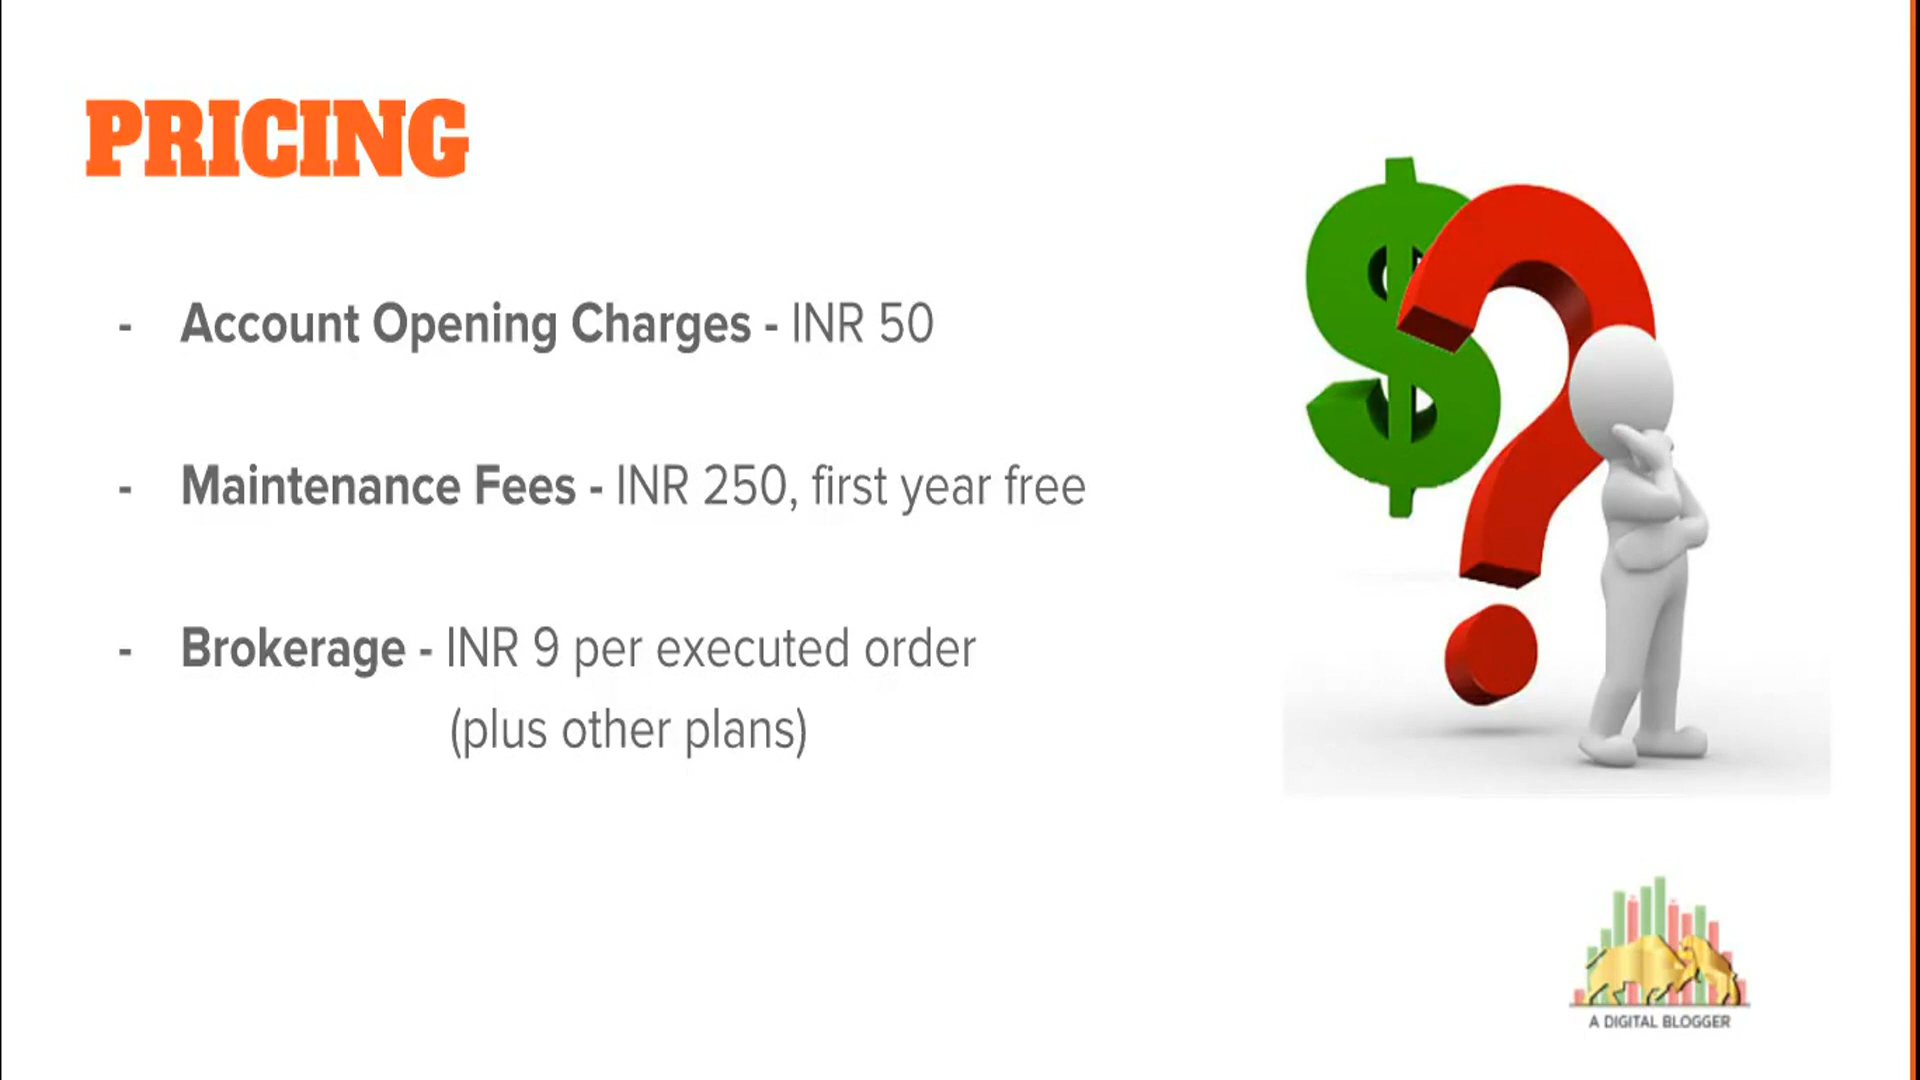 PRICING
- Account Opening Charges - INR 50
- Maintenance Fees - INR 250, first year free
- Brokerage - INR 9 per executed order
(plus other plans)
A DIGITAL BLOGGER